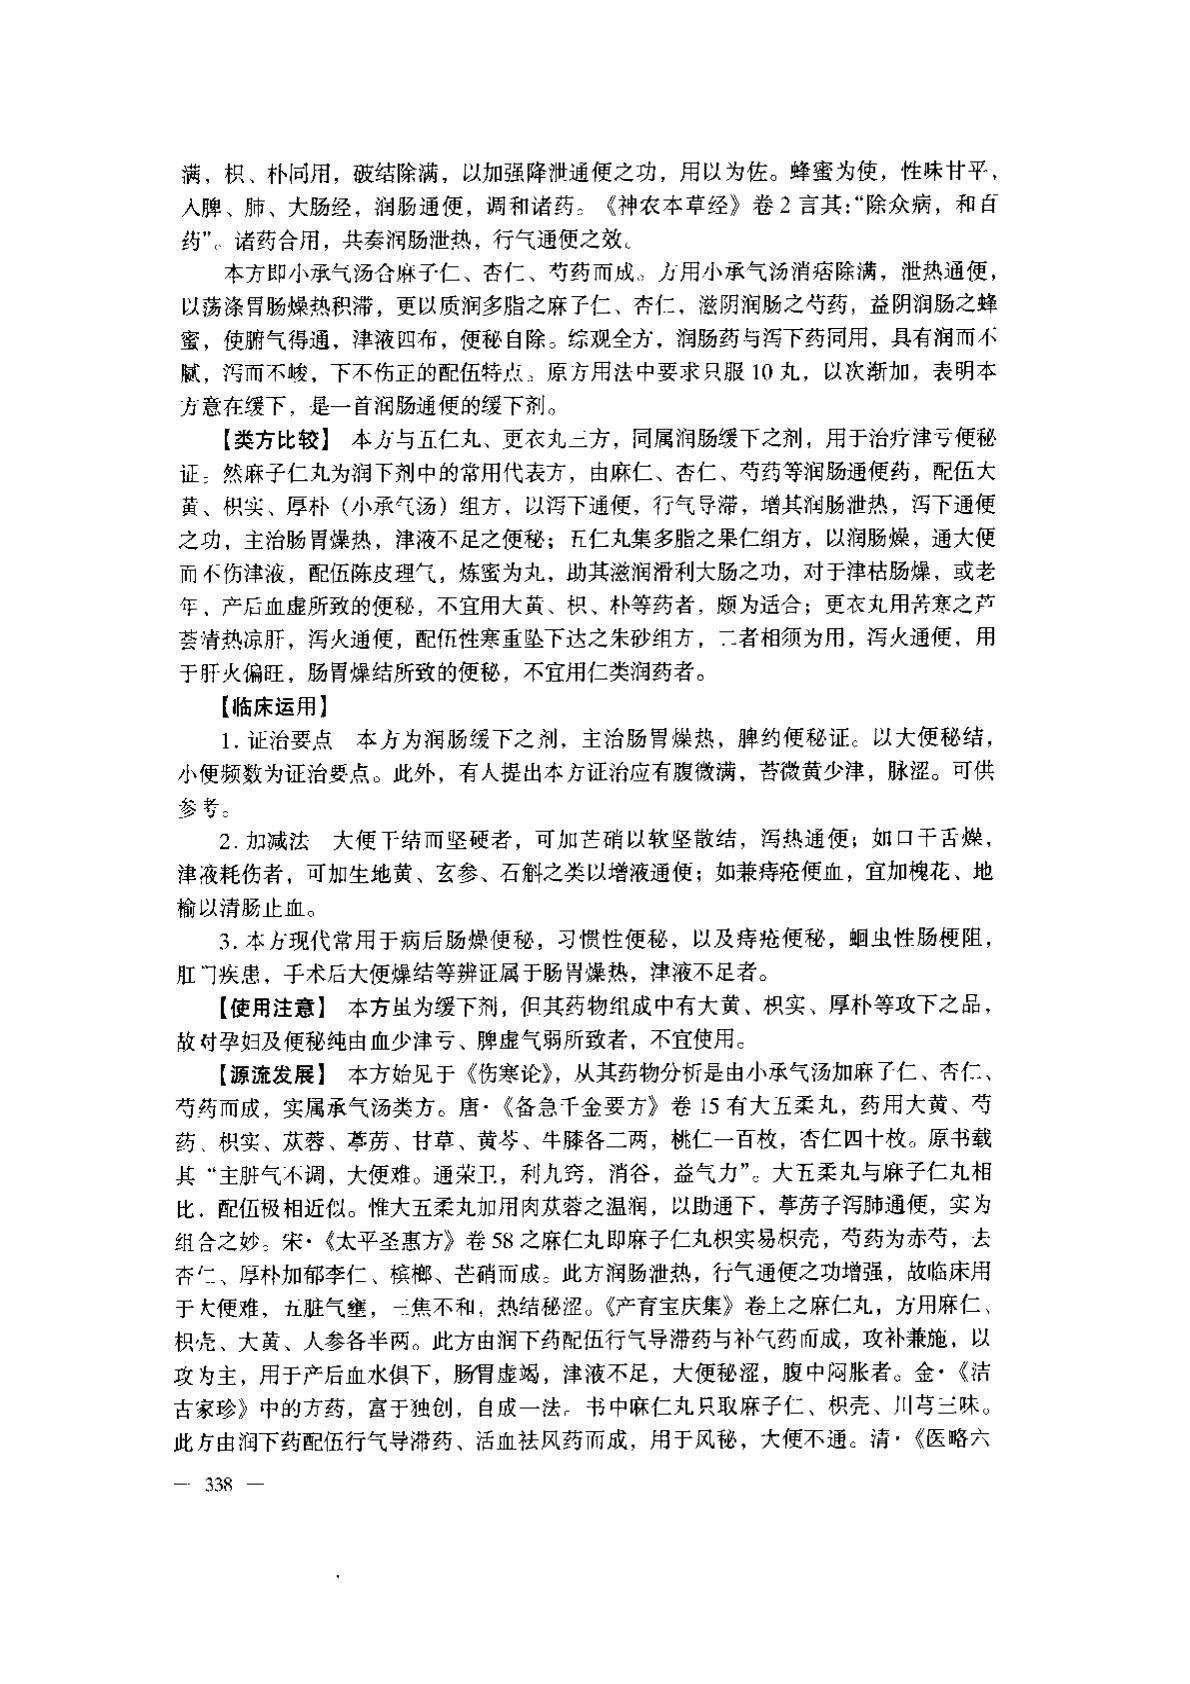 满，枳、朴同用，破结除满，以加强降泄通便之功，用以为佐。蜂蜜为使，性味甘平，
入脾、肺、大肠经，润肠通便，调和诸药。《神农本草经》卷2言其:“除众病，和百
药”。诸药合用，共奏润肠泄热，行气通便之效。
本方即小承气汤合麻子仁、杏仁、芍药而成。方用小承气汤消痞除满，泄热通便，
以荡涤胃肠燥热积滞，更以质润多脂之麻子仁、杏仁，滋阴润肠之芍药，益阴润肠之蜂
蜜，使腑气得通，津液四布，便秘自除。综观全方，润肠药与泻下药同用，具有润而不
腻，泻而不峻，下不伤正的配伍特点。原方用法中要求只服10丸，以次渐加，表明本
方意在缓下，是一首润肠通便的缓下剂。
【类方比较】 本方与五仁丸、更衣丸三方，同属润肠缓下之剂，用于治疗津亏便秘
证。然麻子仁丸为润下剂中的常用代表方，由麻仁、杏仁、芍药等润肠通便药，配伍大
黄、枳实、厚朴（小承气汤）组方，以泻下通便，行气导滞，增其润肠泄热，泻下通便
之功，主治肠胃燥热，津液不足之便秘；五仁丸集多脂之果仁组方，以润肠燥，通大便
而不伤津液，配伍陈皮理气，炼蜜为丸，助其滋润滑利大肠之功，对于津枯肠燥，或老
年、产后血虚所致的便秘，不宜用大黄、枳、朴等药者，颇为适合；更衣丸用苦寒之芦
荟清热凉肝，泻火通便，配伍性寒重坠下达之朱砂组方，二者相须为用，泻火通便，用
于肝火偏旺，肠胃燥结所致的便秘，不宜用仁类润药者。
【临床运用】
1. 证治要点 本方为润肠缓下之剂，主治肠胃燥热，脾约便秘证。以大便秘结，
小便频数为证治要点。此外，有人提出本方证治应有腹微满，苔微黄少津，脉涩。可供
参考。
2. 加减法 大便干结而坚硬者，可加芒硝以软坚散结，泻热通便；如口干舌燥，
津液耗伤者，可加生地黄、玄参、石斛之类以增液通便；如兼痔疮便血，宜加槐花、地
榆以清肠止血。
3. 本方现代常用于病后肠燥便秘，习惯性便秘，以及痔疮便秘，蛔虫性肠梗阻，
肛门疾患，手术后大便燥结等辨证属于肠胃燥热，津液不足者。
【使用注意】 本方虽为缓下剂，但其药物组成中有大黄、枳实、厚朴等攻下之品，
故对孕妇及便秘纯由血少津亏、脾虚气弱所致者，不宜使用。
【源流发展】 本方始见于《伤寒论》，从其药物分析是由小承气汤加麻子仁、杏仁、
芍药而成，实属承气汤类方。唐·《备急千金要方》卷15有大五柔丸，药用大黄、芍
药、枳实、苁蓉、葶苈、甘草、黄芩、牛膝各二两，桃仁一百枚，杏仁四十枚。原书载
其“主脏气不调，大便难。通荣卫，利九窍，消谷，益气力”。大五柔丸与麻子仁丸相
比，配伍极相近似。惟大五柔丸加用肉苁蓉之温润，以助通下，葶苈子泻肺通便，实为
组合之妙。宋·《太平圣惠方》卷58之麻仁丸即麻子仁丸枳实易枳壳，芍药为赤芍，去
杏仁、厚朴加郁李仁、槟榔、芒硝而成。此方润肠泄热，行气通便之功增强，故临床用
于大便难，五脏气壅，三焦不和，热结秘涩。《产育宝庆集》卷上之麻仁丸，方用麻仁、
枳壳、大黄、人参各半两。此方由润下药配伍行气导滞药与补气药而成，攻补兼施，以
攻为主，用于产后血水俱下，肠胃虚竭，津液不足，大便秘涩，腹中闷胀者。金·《洁
古家珍》中的方药，富于独创，自成一法。书中麻仁丸只取麻子仁、枳壳、川芎三味。
此方由润下药配伍行气导滞药、活血祛风药而成，用于风秘，大便不通。清·《医略六
— 338 —